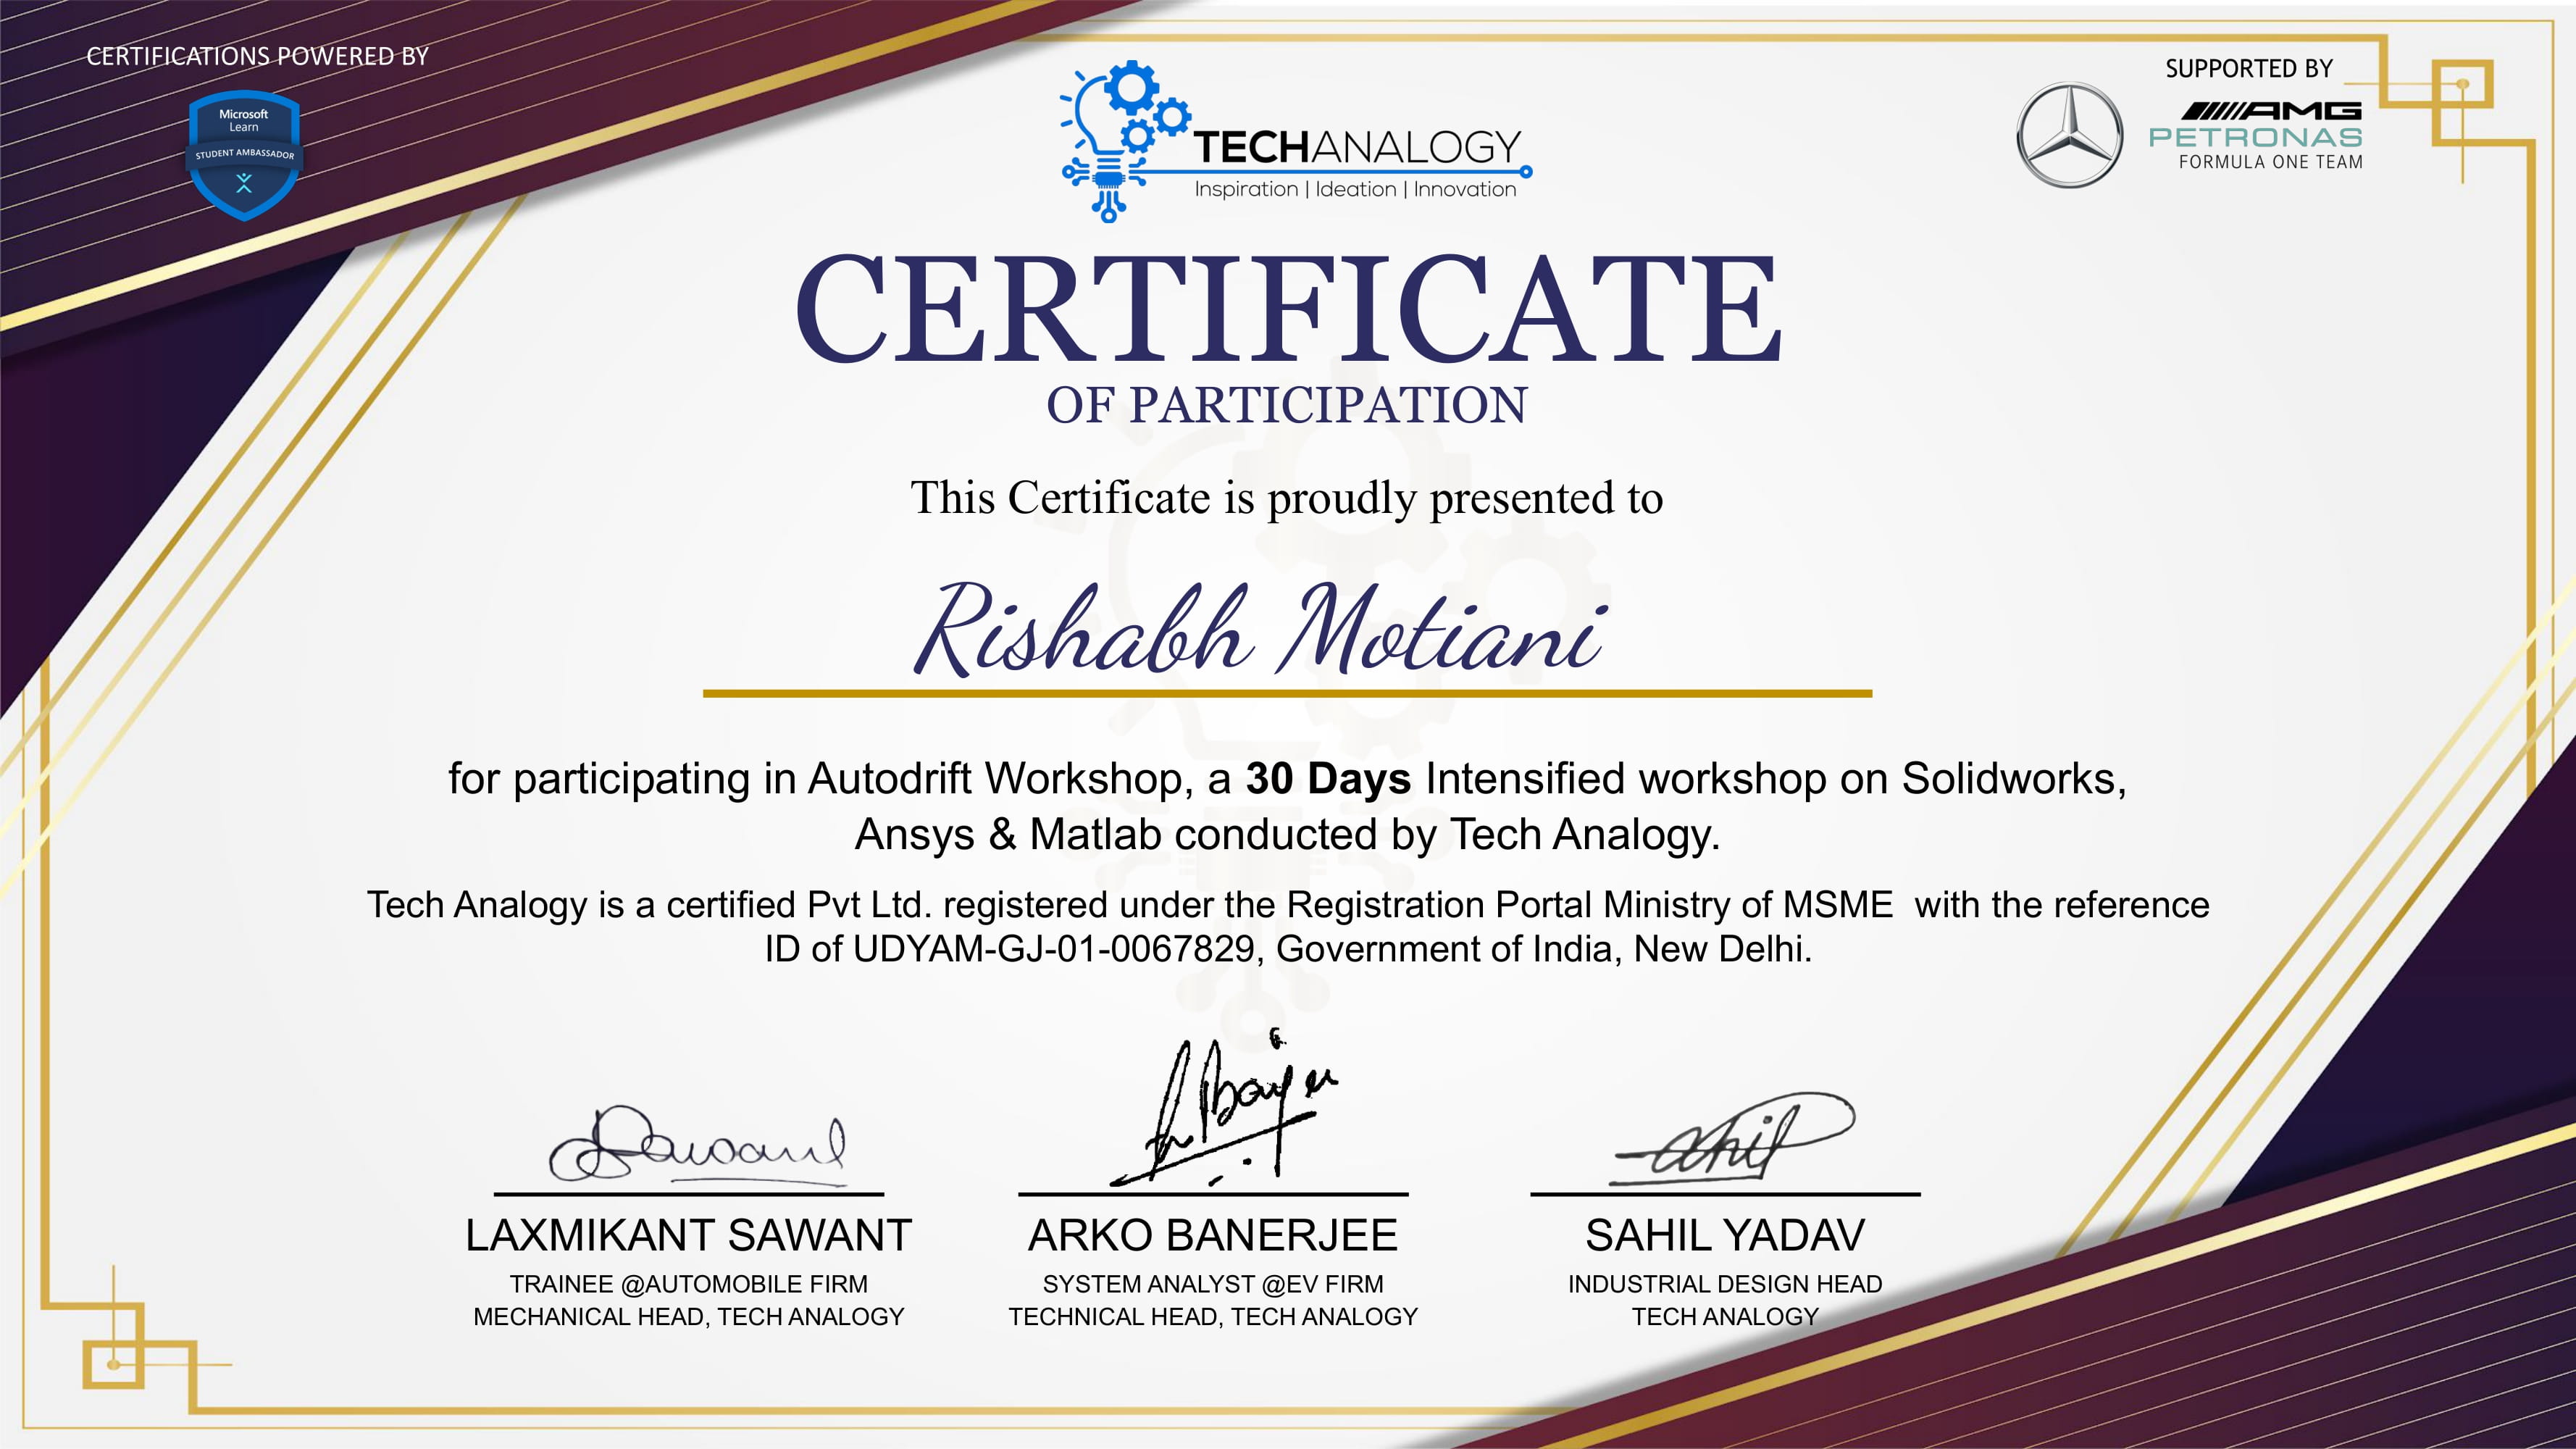 CERTIFICATIONS POWERED BY
Microsoft
Learn
STUDENT AMBASSADOR
TECHANALOGY
Inspiration | Ideation | Innovation
SUPPORTED BY
AMG
PETRONAS
FORMULA ONE TEAM
CERTIFICATE
OF PARTICIPATION
This Certificate is proudly presented to
Rishabh Motiani
for participating in Autodrift Workshop, a 30 Days Intensified workshop on Solidworks,
Ansys & Matlab conducted by Tech Analogy.
Tech Analogy is a certified Pvt Ltd. registered under the Registration Portal Ministry of MSME with the reference
ID of UDYAM-GJ-01-0067829, Government of India, New Delhi.
LAXMIKANT SAWANT
TRAINEE @AUTOMOBILE FIRM
MECHANICAL HEAD, TECH ANALOGY
ARKO BANERJEE
SYSTEM ANALYST @EV FIRM
TECHNICAL HEAD, TECH ANALOGY
SAHIL YADAV
INDUSTRIAL DESIGN HEAD
TECH ANALOGY